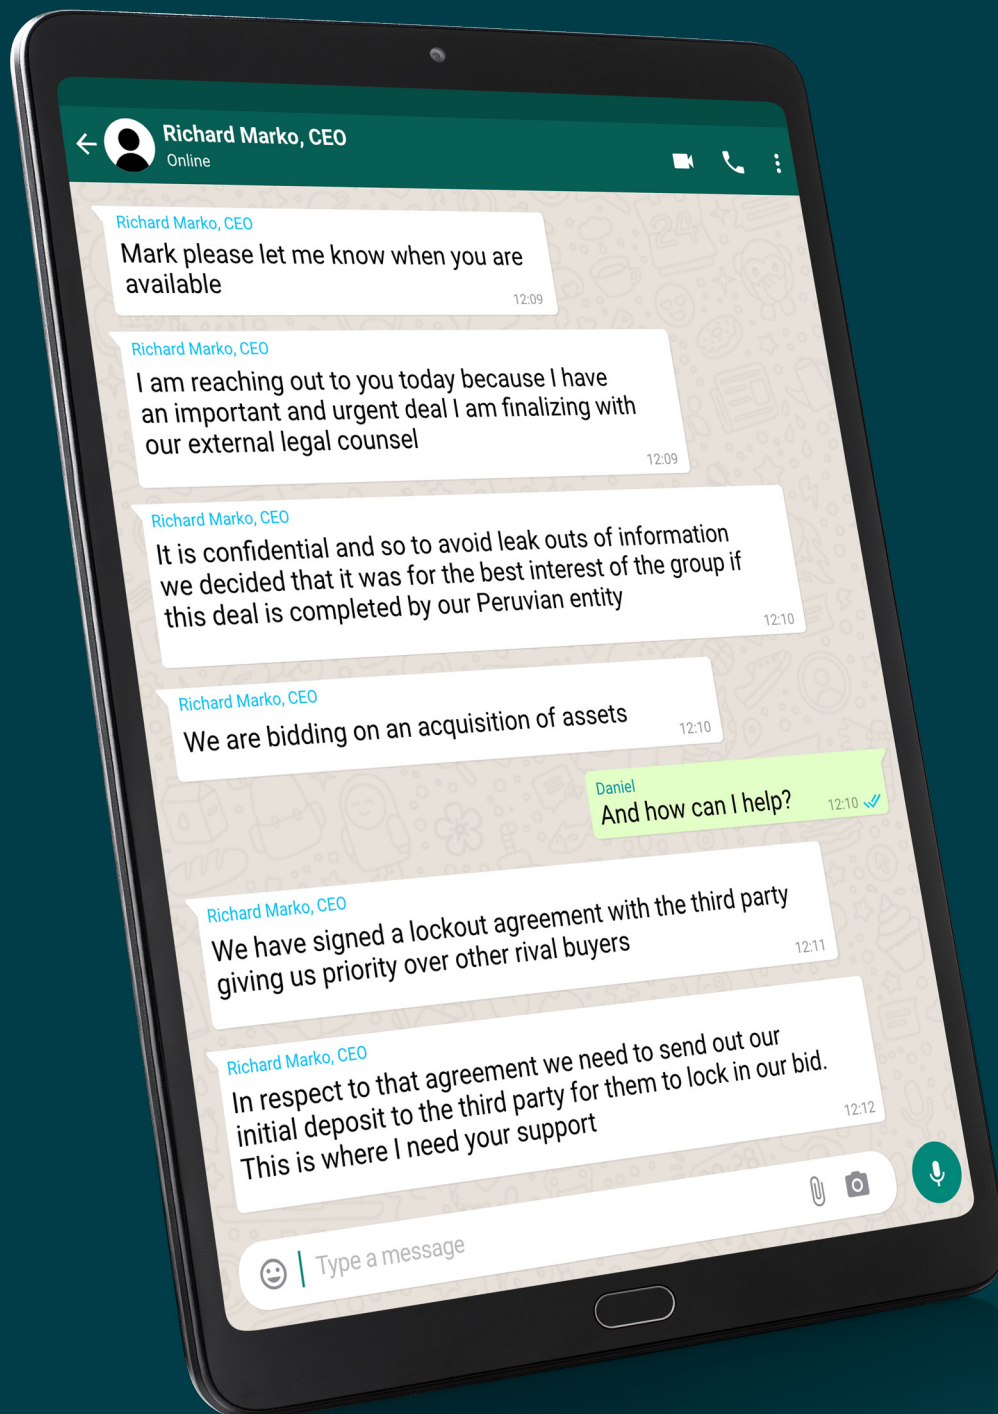 Richard Marko, CEO
Online
Richard Marko, CEO
Mark please let me know when you are
available
12:09
Richard Marko, CEO
I am reaching out to you today because I have
an important and urgent deal I am finalizing with
our external legal counsel
12:09
Richard Marko, CEO
It is confidential and so to avoid leak outs of information
we decided that it was for the best interest of the group if
this deal is completed by our Peruvian entity
12:10
Richard Marko, CEO
We are bidding on an acquisition of assets
12:10
Daniel
And how can I help?
12:10
Richard Marko, CEO
We have signed a lockout agreement with the third party
giving us priority over other rival buyers
12:11
Richard Marko, CEO
In respect to that agreement we need to send out our
initial deposit to the third party for them to lock in our bid.
This is where I need your support
12:12
Type a message